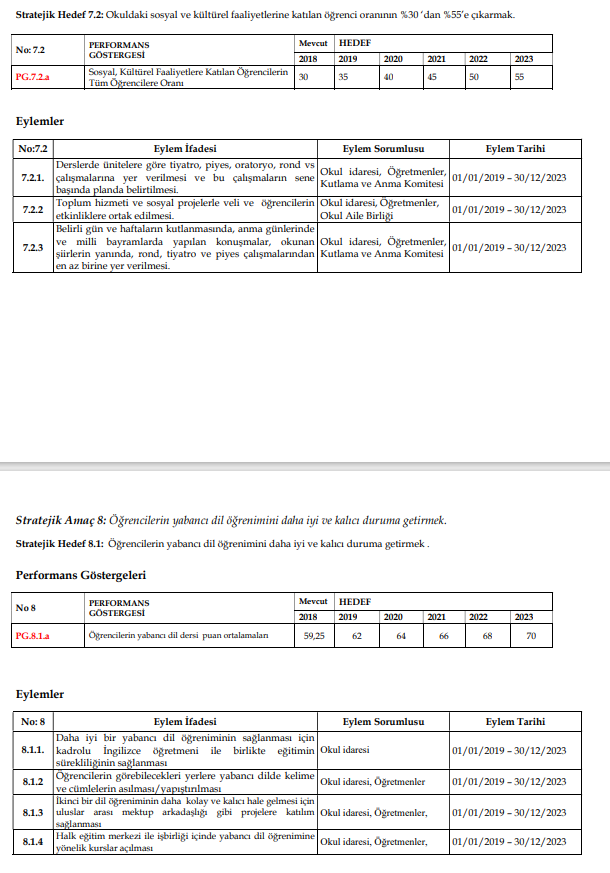 Stratejik Hedef 7.2: Okuldaki sosyal ve kültürel faaliyetlerine katılan öğrenci oranının %30 'dan %55'e çıkarmak.
No: 7.2 PERFORMANS GÖSTERGESİ Mevcut HEDEF
2018 2019 2020 2021 2022 2023
PG.7.2.a Sosyal, Kültürel Faaliyetlere Katılan Öğrencilerin 30 35 40 45 50 55
Tüm Öğrencilere Oranı
Eylemler
No:7.2 Eylem İfadesi Eylem Sorumlusu Eylem Tarihi
7.2.1. Derslerde ünitelere göre tiyatro, piyes, oratoryo, rond vs
çalışmalarına yer verilmesi ve bu çalışmaların sene
başında planda belirtilmesi.
Okul idaresi, Öğretmenler,
Kutlama ve Anma Komitesi
01/01/2019 – 30/12/2023
7.2.2 Toplum hizmeti ve sosyal projelerle veli ve öğrencilerin
etkinliklere ortak edilmesi.
Okul idaresi, Öğretmenler,
Okul Aile Birliği
01/01/2019 – 30/12/2023
7.2.3 Belirli gün ve haftaların kutlanmasında, anma günlerinde
ve milli bayramlarda yapılan konuşmalar, okunan
şiirlerin yanında, rond, tiyatro ve piyes çalışmalarından
en az birine yer verilmesi.
Okul idaresi, Öğretmenler,
Kutlama ve Anma Komitesi
01/01/2019 – 30/12/2023
Stratejik Amaç 8: Öğrencilerin yabancı dil öğrenimini daha iyi ve kalıcı duruma getirmek.
Stratejik Hedef 8.1: Öğrencilerin yabancı dil öğrenimini daha iyi ve kalıcı duruma getirmek .
Performans Göstergeleri
No 8 PERFORMANS GÖSTERGESİ Mevcut HEDEF
2018 2019 2020 2021 2022 2023
PG.8.1.a Öğrencilerin yabancı dil dersi puan ortalamaları 59,25 62 64 66 68 70
Eylemler
No: 8 Eylem İfadesi Eylem Sorumlusu Eylem Tarihi
8.1.1. Daha iyi bir yabancı dil öğreniminin sağlanması için
kadrolu İngilizce öğretmeni ile birlikte eğitimin
sürekliliğinin sağlanması
Okul idaresi
01/01/2019 – 30/12/2023
8.1.2 Öğrencilerin görebilecekleri yerlere yabancı dilde kelime
ve cümlelerin asılması/yapıştırılması
Okul idaresi, Öğretmenler
01/01/2019 – 30/12/2023
8.1.3 İkinci bir dil öğreniminin daha kolay ve kalıcı hale gelmesi için
uluslar arası mektup arkadaşlığı gibi projelere katılım
sağlanması
Okul idaresi, Öğretmenler,
01/01/2019 – 30/12/2023
8.1.4 Halk eğitim merkezi ile işbirliği içinde yabancı dil öğrenimine
yönelik kurslar açılması
Okul idaresi, Öğretmenler,
01/01/2019 – 30/12/2023